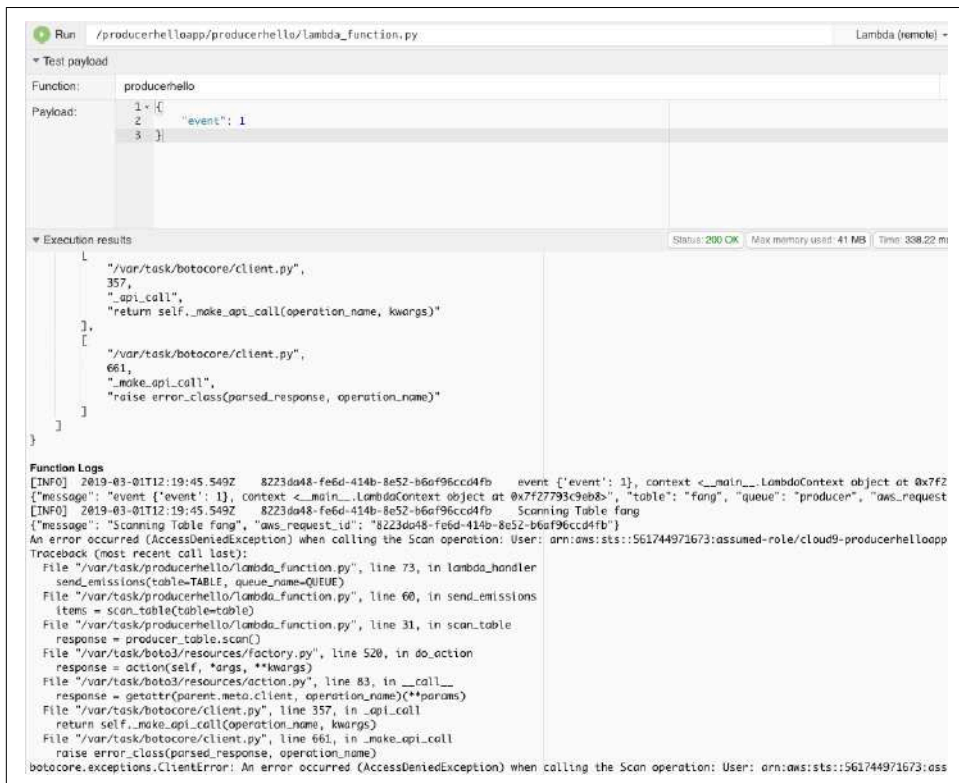 Run /producerhelloapp/producerhello/lambda_function.py Lambda (remote)
Test payload
Function: producerhello
Payload:
1 {
2 "event": 1
3 }
Execution results Status: 200 OK Max memory used: 41 MB Time: 338.22 ms
[
"/var/task/botocore/client.py",
357,
"_api_call",
"return self._make_api_call(operation_name, kwargs)"
],
[
"/var/task/botocore/client.py",
661,
"_make_api_call",
"raise error_class(parsed_response, operation_name)"
]
]
}
Function Logs
[INFO] 2019-03-01T12:19:45.549Z 8223da48-fe6d-414b-8e52-b6af96ccd4fb event {'event': 1}, context <__main__.LambdaContext object at 0x7f2
{"message": "event {'event': 1}, context <__main__.LambdaContext object at 0x7f27793c9eb8>", "table": "fang", "queue": "producer", "aws_request
[INFO] 2019-03-01T12:19:45.549Z 8223da48-fe6d-414b-8e52-b6af96ccd4fb Scanning Table fang
{"message": "Scanning Table fang", "aws_request_id": "8223da48-fe6d-414b-8e52-b6af96ccd4fb"}
An error occurred (AccessDeniedException) when calling the Scan operation: User: arn:aws:sts::561744971673:assumed-role/cloud9-producerhelloapp
Traceback (most recent call last):
File "/var/task/producerhello/lambda_function.py", line 73, in lambda_handler
send_emissions(table=TABLE, queue_name=QUEUE)
File "/var/task/producerhello/lambda_function.py", line 60, in send_emissions
items = scan_table(table=table)
File "/var/task/producerhello/lambda_function.py", line 31, in scan_table
response = producer_table.scan()
File "/var/task/boto3/resources/factory.py", line 520, in do_action
response = action(self, *args, **kwargs)
File "/var/task/boto3/resources/action.py", line 83, in __call__
response = getattr(parent.meta.client, operation_name)(**params)
File "/var/task/botocore/client.py", line 357, in _api_call
return self._make_api_call(operation_name, kwargs)
File "/var/task/botocore/client.py", line 661, in _make_api_call
raise error_class(parsed_response, operation_name)
botocore.exceptions.ClientError: An error occurred (AccessDeniedException) when calling the Scan operation: User: arn:aws:sts::561744971673:ass